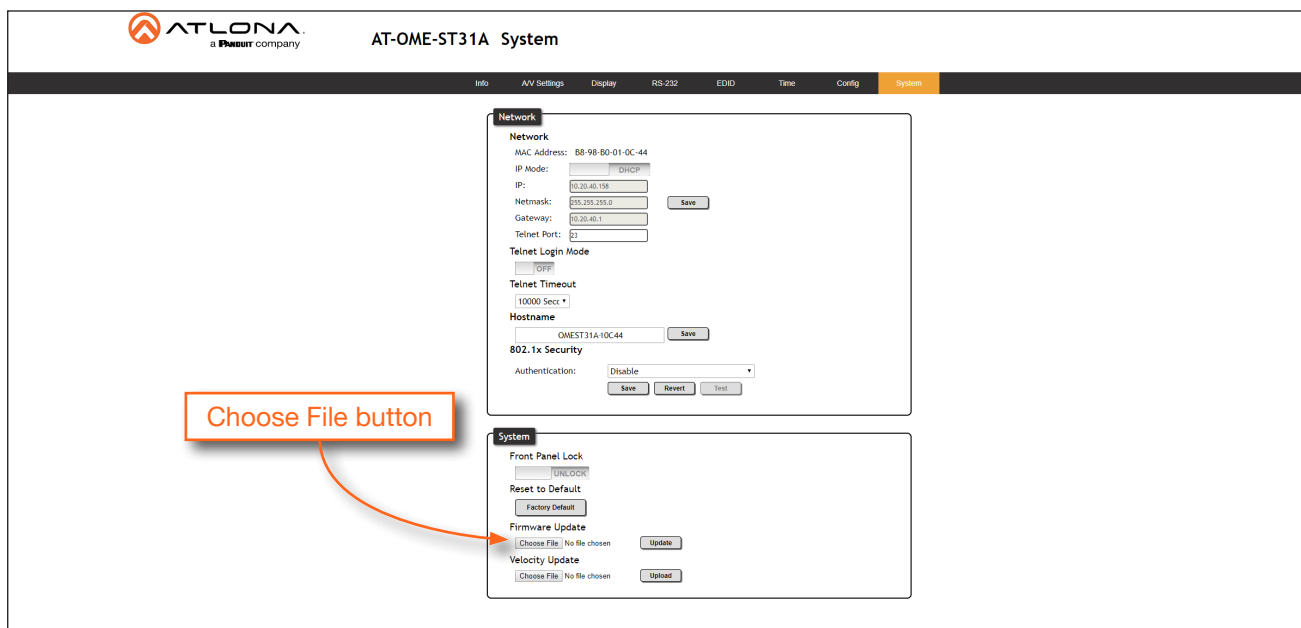 ATLONA.
a PANDUIT company
AT-OME-ST31A System
Info A/V Settings Display RS-232 EDID Time Config System
Network
Network
MAC Address: B8-98-B0-01-0C-44
IP Mode: DHCP
IP: 10.20.40.158
Netmask: 255.255.255.0 Save
Gateway: 10.20.40.1
Telnet Port: 23
Telnet Login Mode
OFF
Telnet Timeout
10000 Secc
Hostname
OMEST31A-10C44 Save
802.1x Security
Authentication: Disable
Save Revert Test
Choose File button
System
Front Panel Lock
UNLOCK
Reset to Default
Factory Default
Firmware Update
Choose File No file chosen Update
Velocity Update
Choose File No file chosen Upload